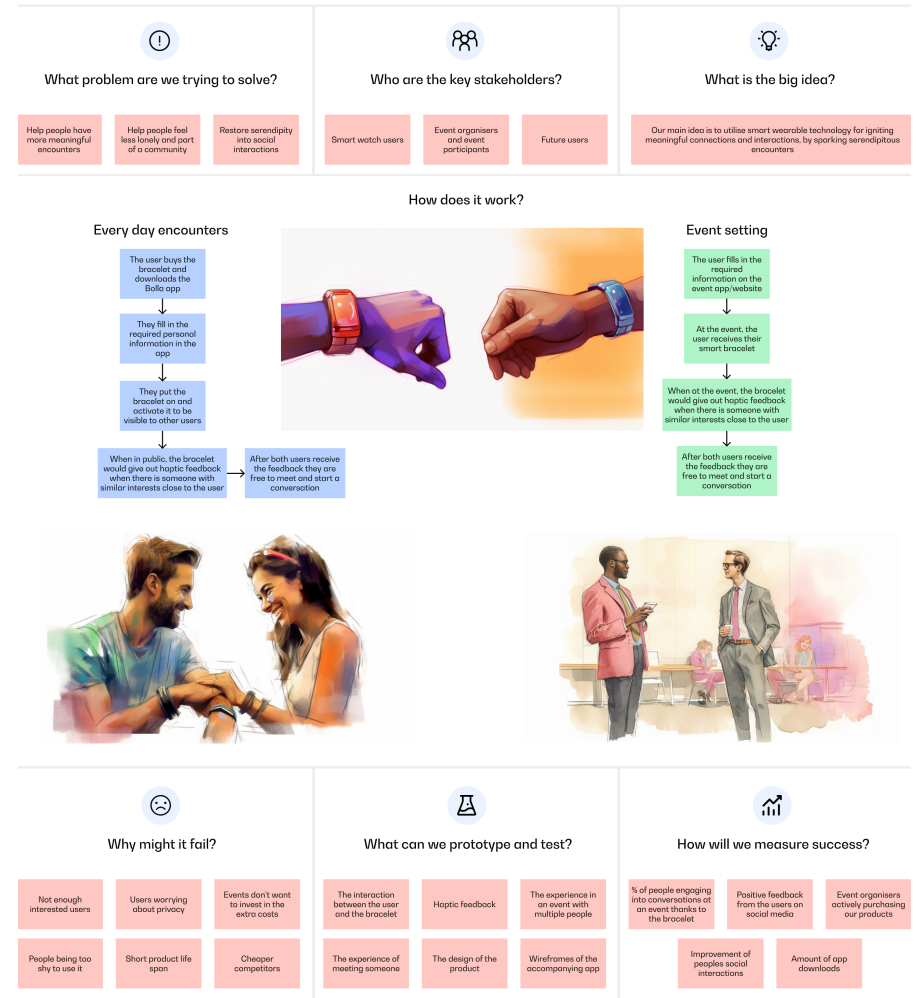 What problem are we trying to solve?
Who are the key stakeholders?
What is the big idea?
Help people have
more meaningful
encounters
Help people feel
less lonely and part
of a community
Restore serendipity
into social
interactions
Smart watch users
Event organisers
and event
participants
Future users
Our main idea is to utilise smart wearable technology for igniting
meaningful connections and interactions, by sparking serendipitous
encounters
How does it work?
Every day encounters
The user buys the
bracelet and
downloads the
Bolla app
They fill in the
required personal
information in the
app
They put the
bracelet on and
activate it to be
visible to other users
When in public, the bracelet
would give out haptic feedback
when there is someone with
similar interests close to the user
After both users receive
the feedback they are
free to meet and start a
conversation
Event setting
The user fills in the
required
information on the
event app/website
At the event, the
user receives their
smart bracelet
When at the event, the bracelet
would give out haptic feedback
when there is someone with
similar interests close to the user
After both users receive
the feedback they are
free to meet and start a
conversation
Why might it fail?
What can we prototype and test?
How will we measure success?
Not enough
interested users
Users worrying
about privacy
Events don't want
to invest in the
extra costs
People being too
shy to use it
Short product life
span
Cheaper
competitors
The interaction
between the user
and the bracelet
Haptic feedback
The experience in
an event with
multiple people
The experience of
meeting someone
The design of the
product
Wireframes of the
accompanying app
% of people engaging
into conversations at
an event thanks to
the bracelet
Positive feedback
from the users on
social media
Event organisers
actively purchasing
our products
Improvement of
peoples social
interactions
Amount of app
downloads